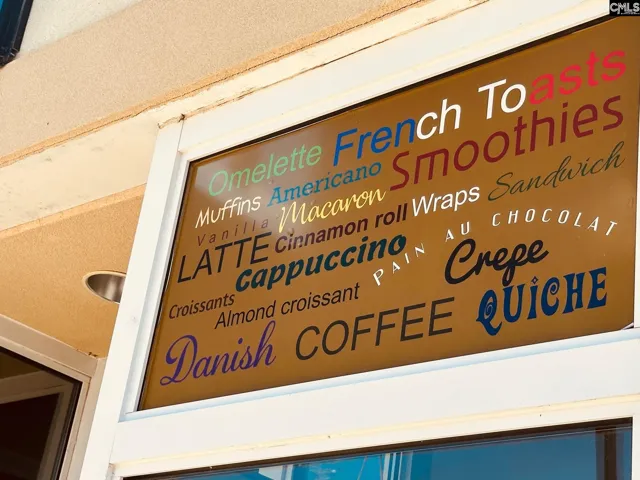 CMLS
Omelette French Toasts
Muffins Americano Smoothies
Vanilla Macaron
LATTE Cinnamon roll Wraps Sandwich
cappuccino PAIN AU CHOCOLAT
Croissants Crepe
Almond croissant
Danish COFFEE QUiCHE